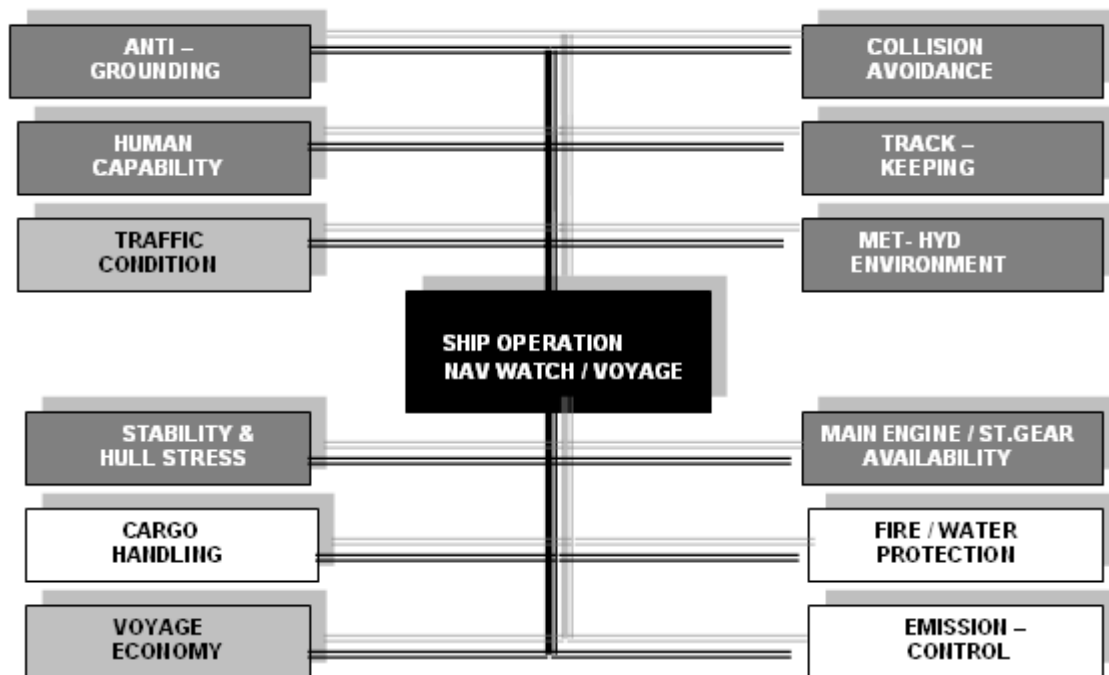 ANTI –
GROUNDING
COLLISION
AVOIDANCE
HUMAN
CAPABILITY
TRACK –
KEEPING
TRAFFIC
CONDITION
MET- HYD
ENVIRONMENT
SHIP OPERATION
NAV WATCH / VOYAGE
STABILITY &
HULL STRESS
MAIN ENGINE / ST.GEAR
AVAILABILITY
CARGO
HANDLING
FIRE / WATER
PROTECTION
VOYAGE
ECONOMY
EMISSION –
CONTROL